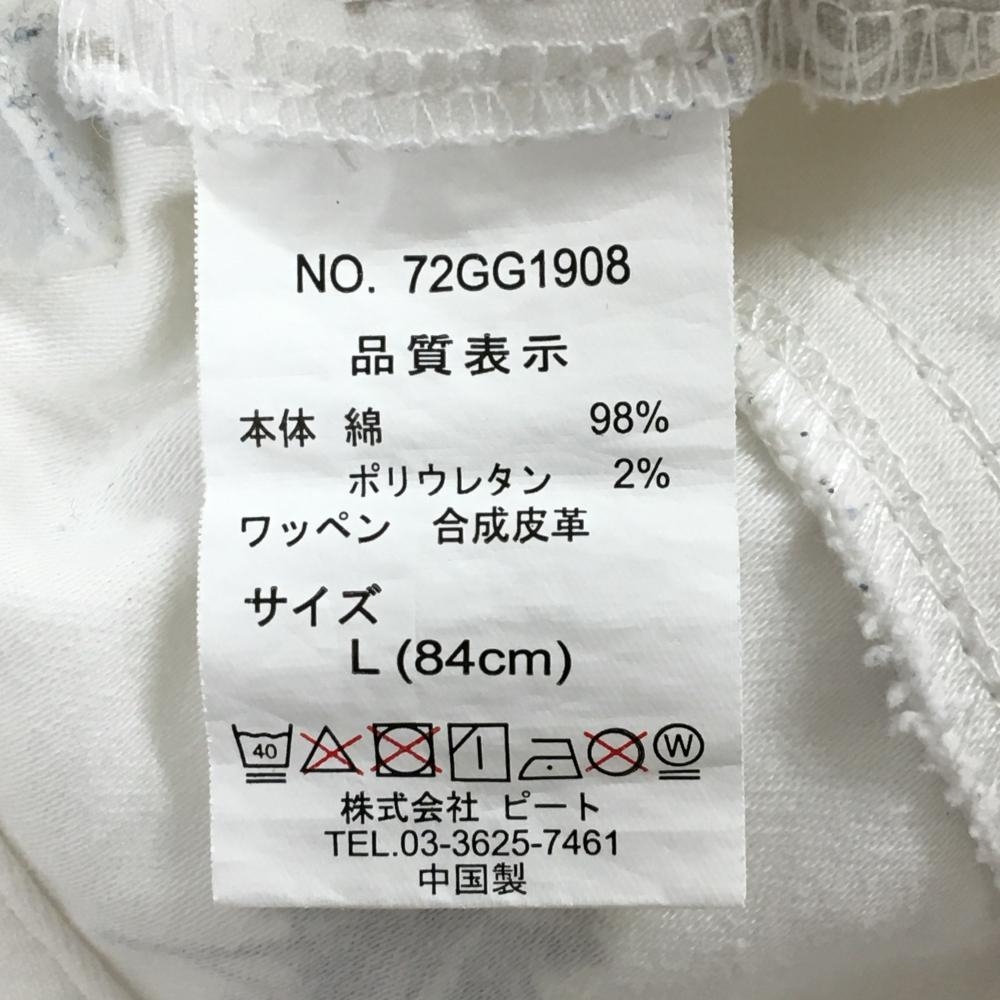 NO. 72GG1908
品質表示
本体 綿 98%
ポリウレタン 2%
ワッペン 合成皮革
サイズ
L (84cm)
40 W
株式会社 ピート
TEL.03-3625-7461
中国製